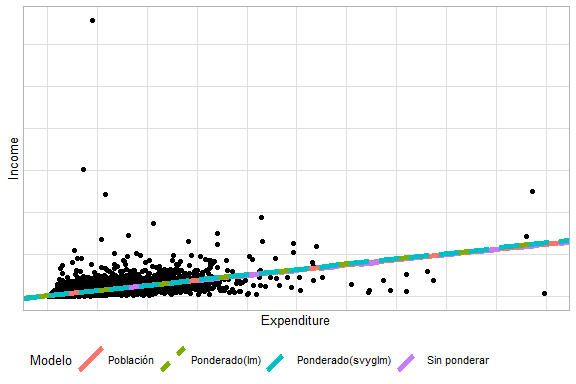 Income
Expenditure
Modelo Población Ponderado(lm) Ponderado(svyglm) Sin ponderar